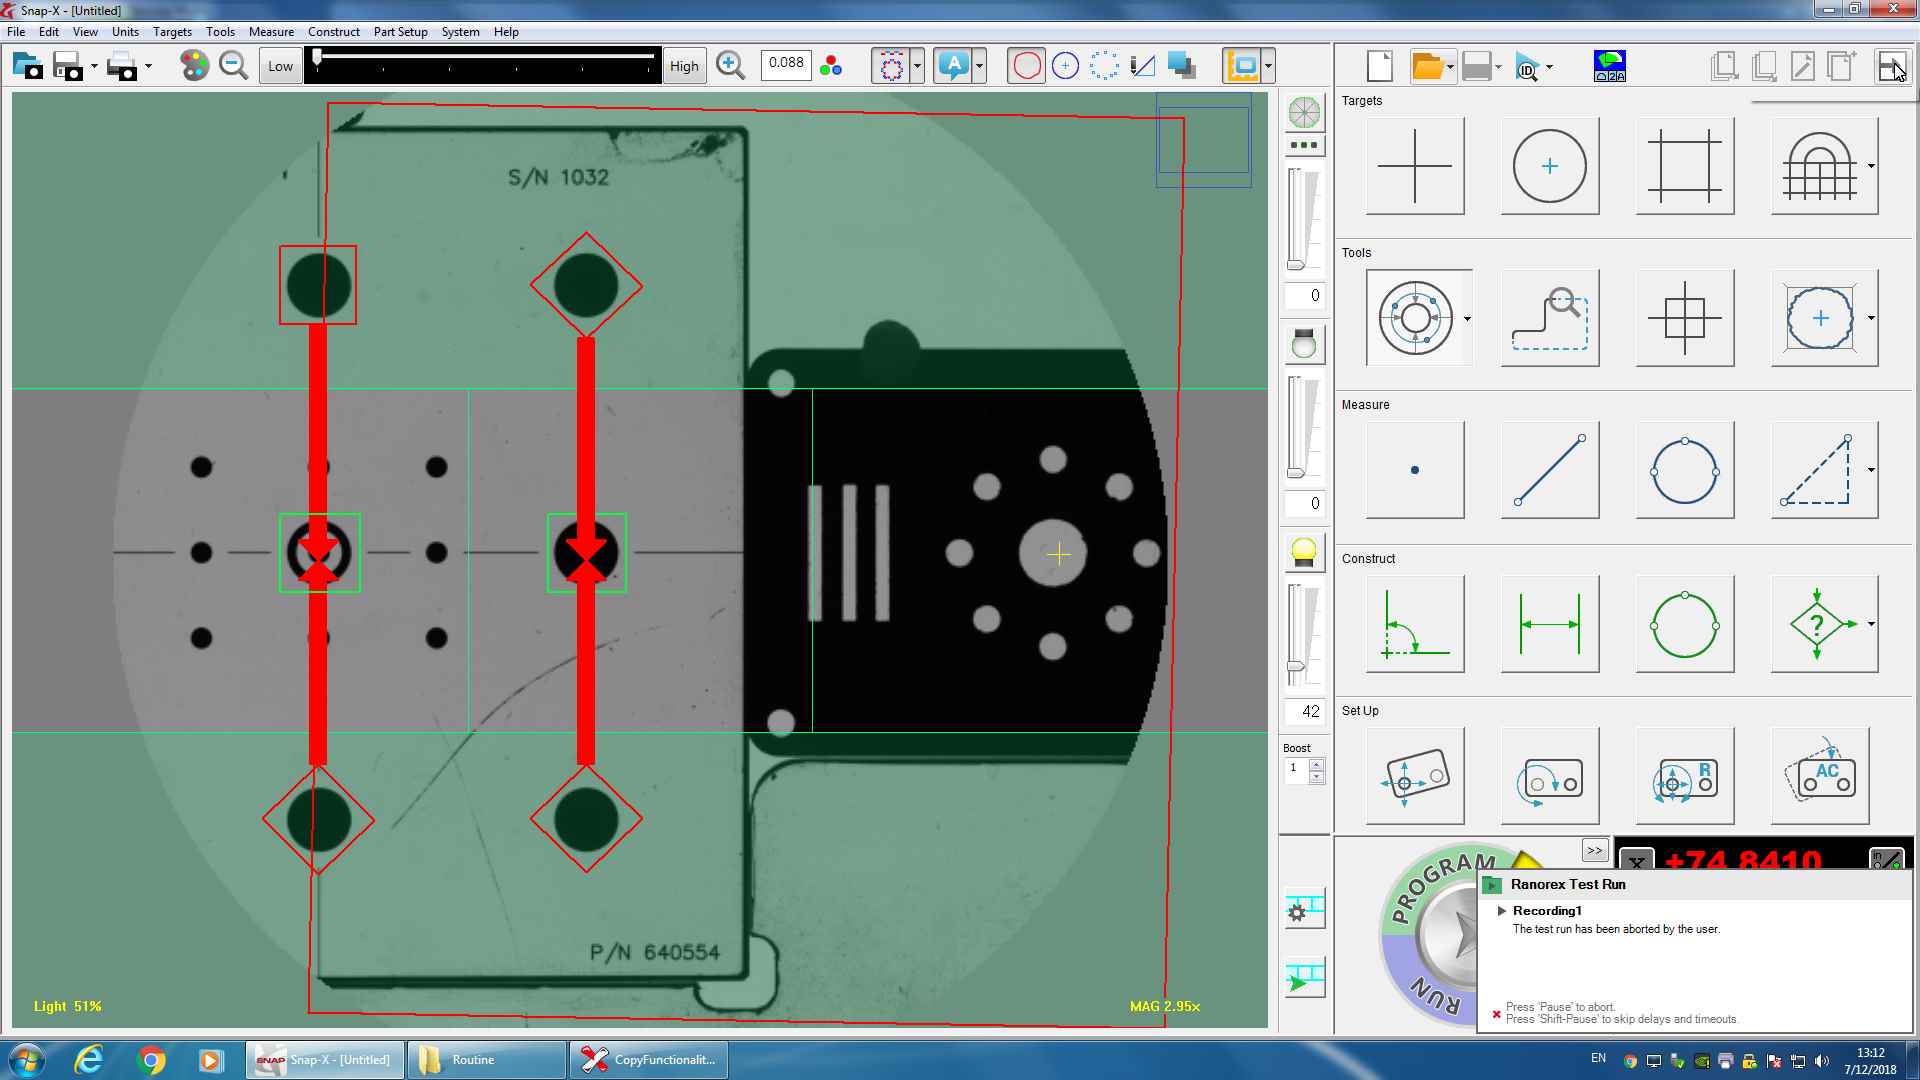 Snap-X - [Untitled]
File Edit View Units Targets Tools Measure Construct Part Setup System Help
Low High 0.088 A ID
Targets
S/N 1032
Tools
0
Measure
0
Construct
?
42
Set Up
Boost
1
R
AC
P/N 640554
>>
X +74.8410 in
PROGRAM
RUN
Ranorex Test Run
Recording1
The test run has been aborted by the user.
Press 'Pause' to abort.
Press 'Shift-Pause' to skip delays and timeouts.
Light 51%
MAG 2.95x
SNAP Snap-X - [Untitled]
Routine
CopyFunctionalit...
EN
13:12
7/12/2018